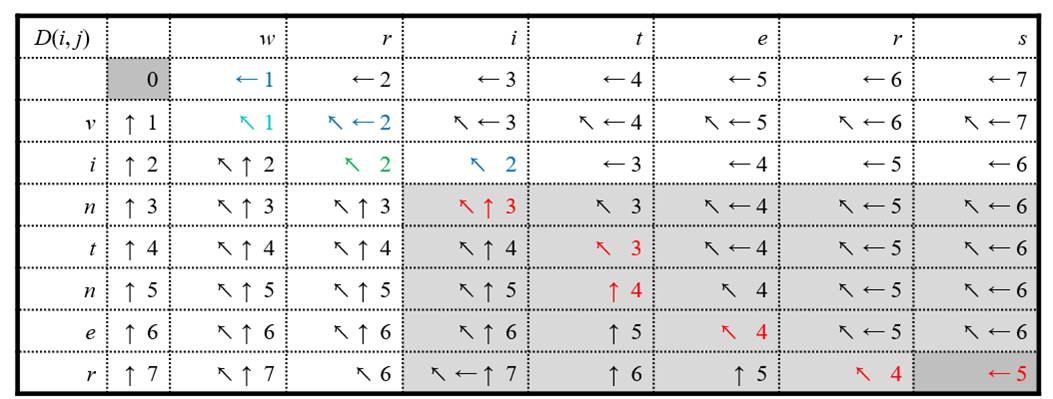 D(i, j) w r i t e r s
0 ← 1 ← 2 ← 3 ← 4 ← 5 ← 6 ← 7
v ↑ 1 ↖ 1 ↖ ← 2 ↖ ← 3 ↖ ← 4 ↖ ← 5 ↖ ← 6 ↖ ← 7
i ↑ 2 ↖ ↑ 2 ↖ 2 ↖ 2 ← 3 ← 4 ← 5 ← 6
n ↑ 3 ↖ ↑ 3 ↖ ↑ 3 ↖ ↑ 3 ↖ 3 ↖ ← 4 ↖ ← 5 ↖ ← 6
t ↑ 4 ↖ ↑ 4 ↖ ↑ 4 ↖ ↑ 4 ↖ 3 ↖ ← 4 ↖ ← 5 ↖ ← 6
n ↑ 5 ↖ ↑ 5 ↖ ↑ 5 ↖ ↑ 5 ↑ 4 ↖ 4 ↖ ← 5 ↖ ← 6
e ↑ 6 ↖ ↑ 6 ↖ ↑ 6 ↖ ↑ 6 ↑ 5 ↖ 4 ↖ ← 5 ↖ ← 6
r ↑ 7 ↖ ↑ 7 ↖ 6 ↖ ← ↑ 7 ↑ 6 ↑ 5 ↖ 4 ← 5